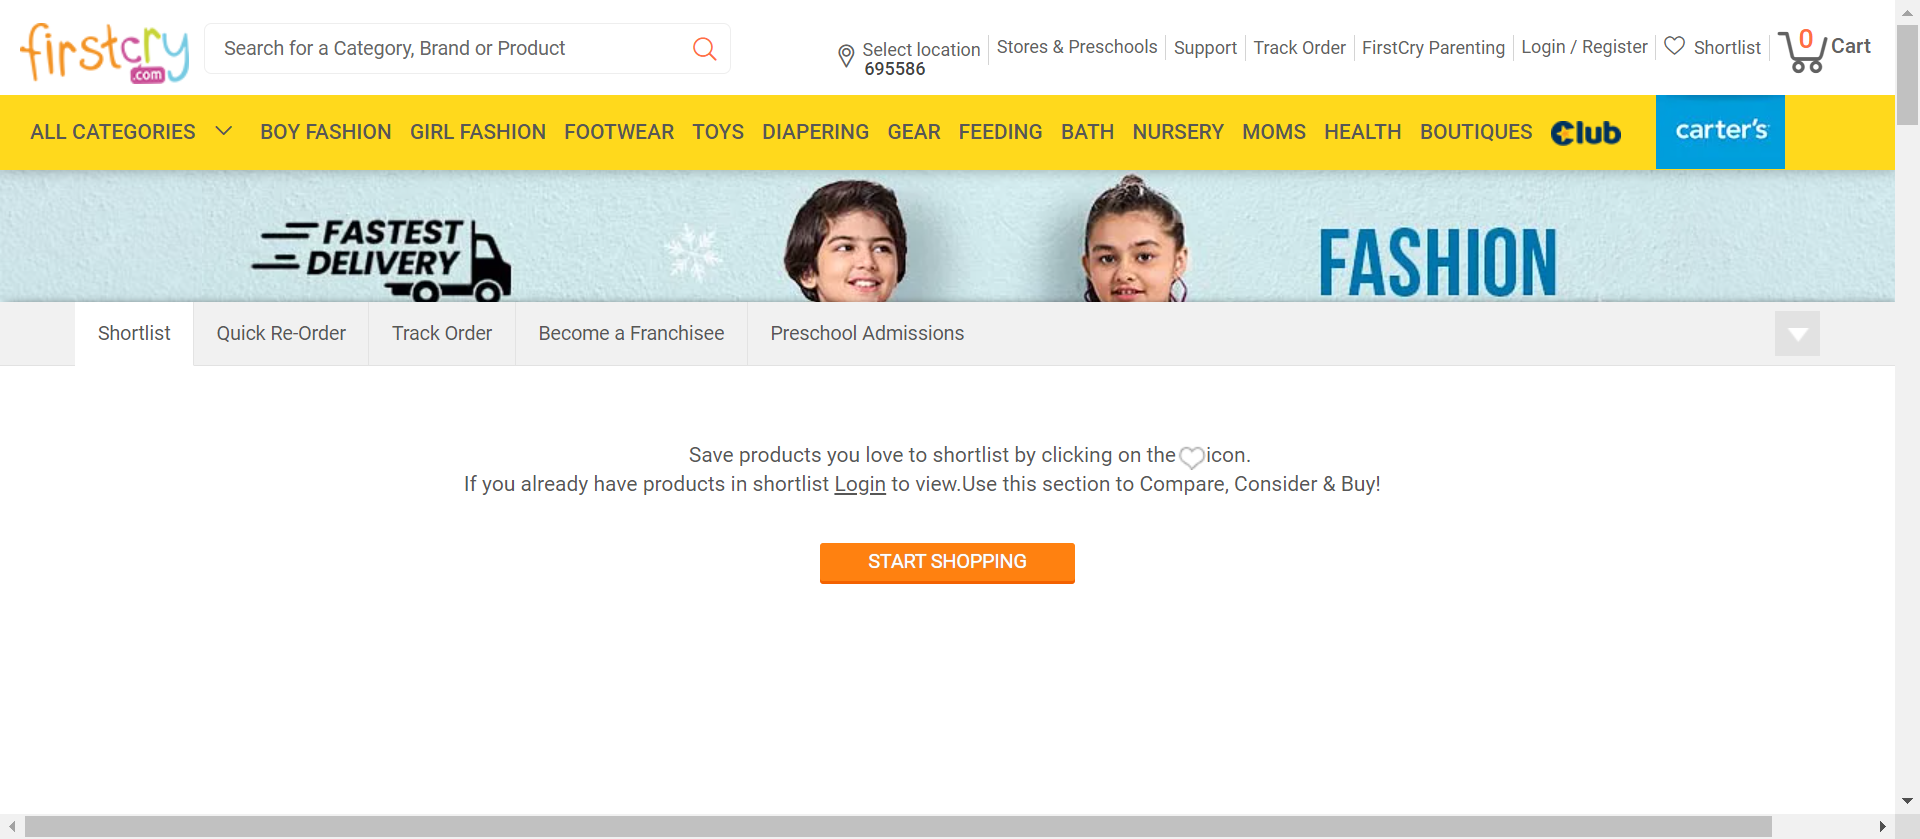 firstcry
.com
Search for a Category, Brand or Product
Select location
695586
Stores & Preschools
Support
Track Order
FirstCry Parenting
Login / Register
Shortlist
0
Cart
ALL CATEGORIES
BOY FASHION
GIRL FASHION
FOOTWEAR
TOYS
DIAPERING
GEAR
FEEDING
BATH
NURSERY
MOMS
HEALTH
BOUTIQUES
Club
carter's
FASTEST
DELIVERY
FASHION
Shortlist
Quick Re-Order
Track Order
Become a Franchisee
Preschool Admissions
Save products you love to shortlist by clicking on the icon.
If you already have products in shortlist Login to view.Use this section to Compare, Consider & Buy!
START SHOPPING